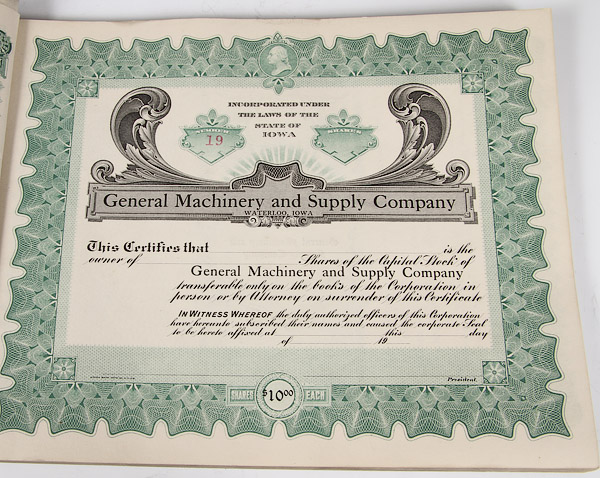 INCORPORATED UNDER
THE LAWS OF THE
STATE OF
IOWA
NUMBER
19
SHARES
General Machinery and Supply Company
WATERLOO, IOWA
This Certifies that is the
owner of Shares of the Capital Stock of
General Machinery and Supply Company
transferable only on the books of the Corporation in
person or by Attorney on surrender of this Certificate
IN WITNESS WHEREOF the duly authorized officers of this Corporation
have hereunto subscribed their names and caused the corporate Seal
to be hereto affixed at this day
of 19
President.
SHARES $10.00 EACH